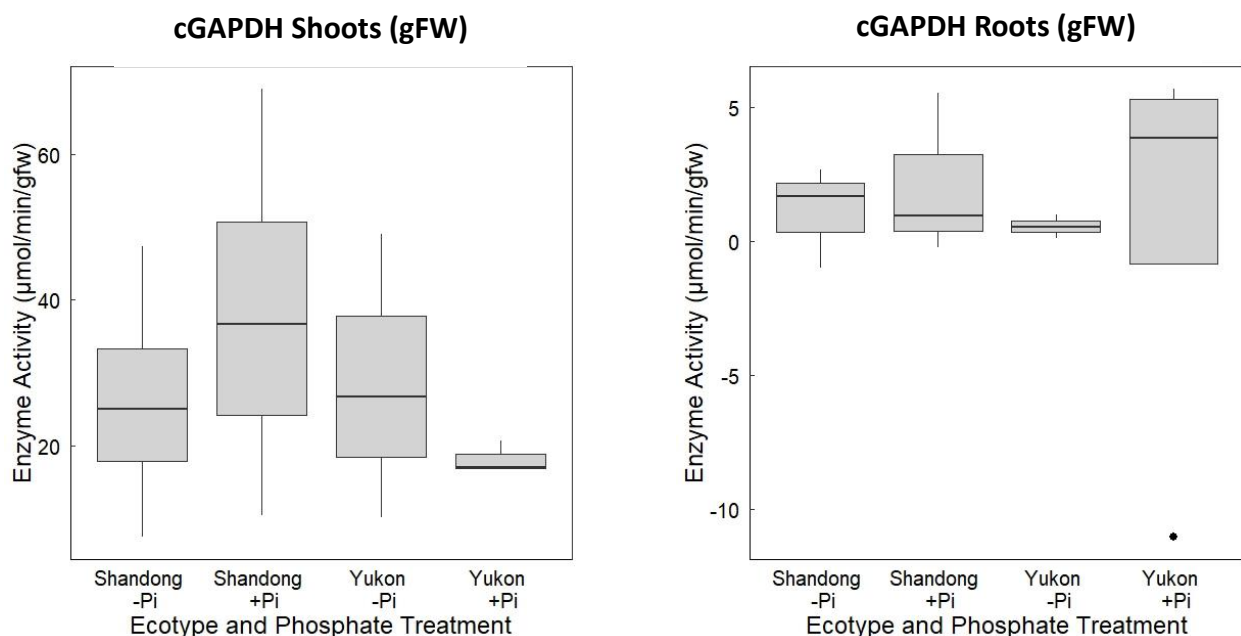 cGAPDH Shoots (gFW)
Enzyme Activity (µmol/min/gfw)
60
40
20
Shandong -Pi
Shandong +Pi
Yukon -Pi
Yukon +Pi
Ecotype and Phosphate Treatment
cGAPDH Roots (gFW)
Enzyme Activity (µmol/min/gfw)
5
0
-5
-10
Shandong -Pi
Shandong +Pi
Yukon -Pi
Yukon +Pi
Ecotype and Phosphate Treatment